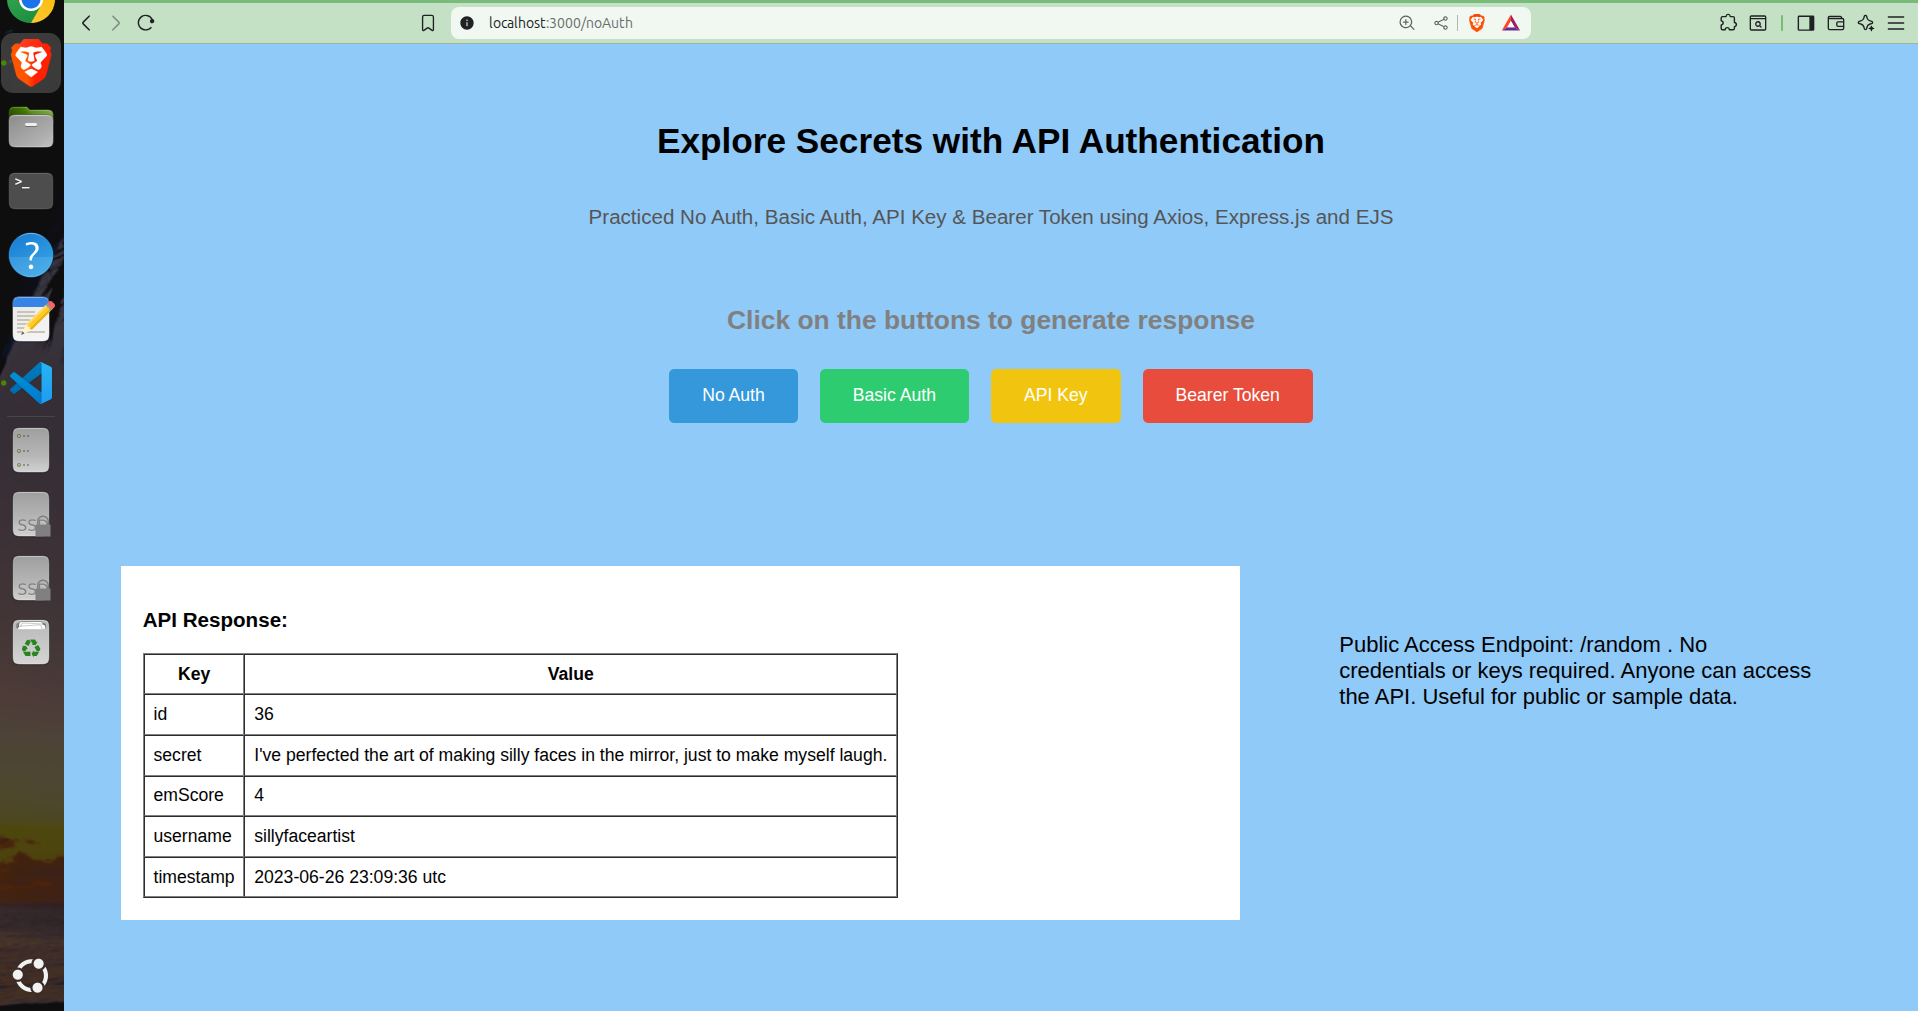 localhost:3000/noAuth
Explore Secrets with API Authentication
Practiced No Auth, Basic Auth, API Key & Bearer Token using Axios, Express.js and EJS
Click on the buttons to generate response
No Auth
Basic Auth
API Key
Bearer Token
API Response:
Key Value
id 36
secret I've perfected the art of making silly faces in the mirror, just to make myself laugh.
emScore 4
username sillyfaceartist
timestamp 2023-06-26 23:09:36 utc
Public Access Endpoint: /random . No
credentials or keys required. Anyone can access
the API. Useful for public or sample data.